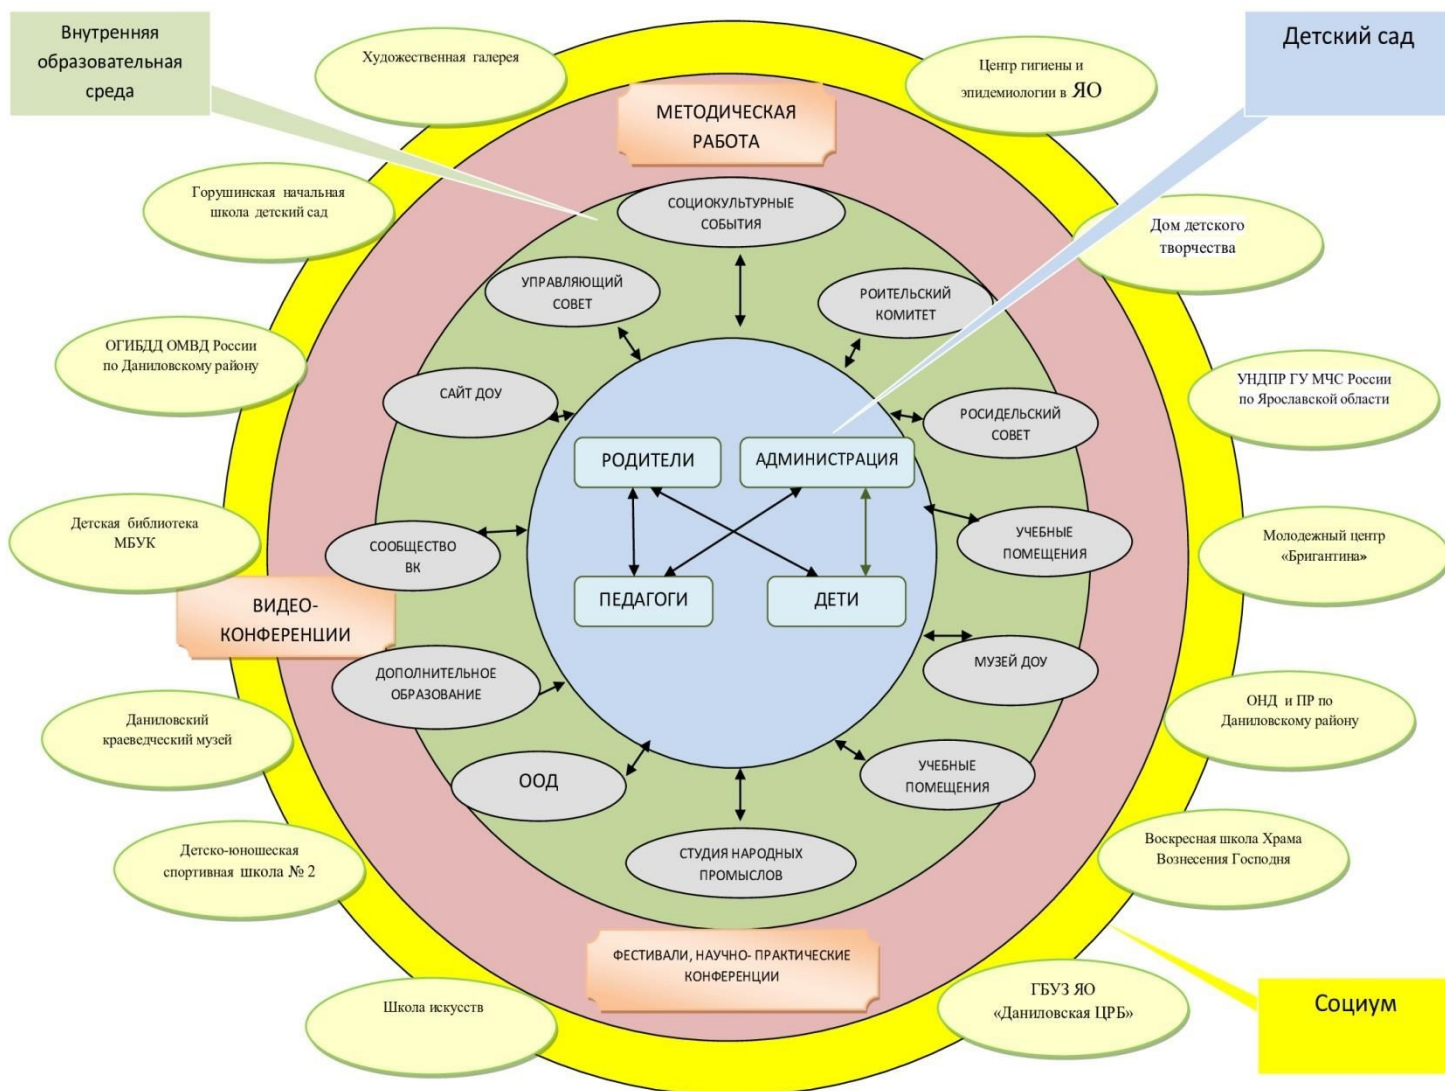 Внутренняя
образовательная
среда
Детский сад
Художественная галерея
Центр гигиены и
эпидемиологии в ЯО
МЕТОДИЧЕСКАЯ
РАБОТА
Горушинская начальная
школа детский сад
СОЦИОКУЛЬТУРНЫЕ
СОБЫТИЯ
Дом детского
творчества
УПРАВЛЯЮЩИЙ
СОВЕТ
РОИТЕЛЬСКИЙ
КОМИТЕТ
ОГИБДД ОМВД России
по Даниловскому району
УНДПР ГУ МЧС России
по Ярославской области
САЙТ ДОУ
РОСИДЕЛЬСКИЙ
СОВЕТ
РОДИТЕЛИ
АДМИНИСТРАЦИЯ
Детская библиотека
МБУК
СООБЩЕСТВО
ВК
УЧЕБНЫЕ
ПОМЕЩЕНИЯ
Молодежный центр
«Бригантина»
ПЕДАГОГИ
ДЕТИ
ВИДЕО-
КОНФЕРЕНЦИИ
ДОПОЛНИТЕЛЬНОЕ
ОБРАЗОВАНИЕ
МУЗЕЙ ДОУ
Даниловский
краеведческий музей
ОНД и ПР по
Даниловскому району
ООД
УЧЕБНЫЕ
ПОМЕЩЕНИЯ
Детско-юношеская
спортивная школа № 2
СТУДИЯ НАРОДНЫХ
ПРОМЫСЛОВ
Воскресная школа Храма
Вознесения Господня
ФЕСТИВАЛИ, НАУЧНО- ПРАКТИЧЕСКИЕ
КОНФЕРЕНЦИИ
Школа искусств
ГБУЗ ЯО
«Даниловская ЦРБ»
Социум